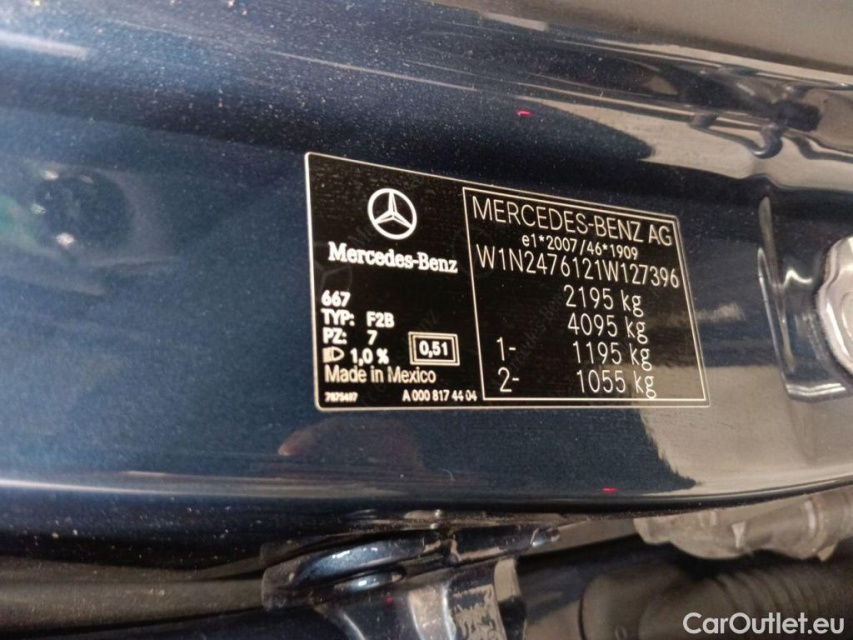 Mercedes-Benz
667
TYP: F2B
PZ: 7
1,0 %
0,51
Made in Mexico
A 000 817 44 04
MERCEDES-BENZ AG
e1*2007/46*1909
W1N2476121W127396
2195 kg
4095 kg
1- 1195 kg
2- 1055 kg
CarOutlet.eu